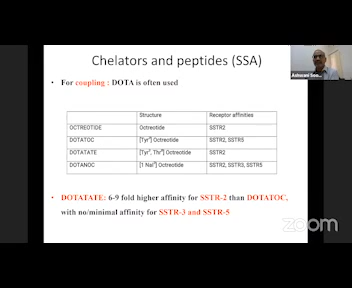 Chelators and peptides (SSA)
• For coupling : DOTA is often used
Structure Receptor affinities
OCTREOTIDE Octreotide SSTR2
DOTATOC [Tyr³] Octreotide SSTR2, SSTR5
DOTATATE [Tyr³, Thr⁸] Octreotide SSTR2
DOTANOC [1 NaI³] Octreotide SSTR2, SSTR3, SSTR5
• DOTATATE: 6-9 fold higher affinity for SSTR-2 than DOTATOC,
with no/minimal affinity for SSTR-3 and SSTR-5
zoom